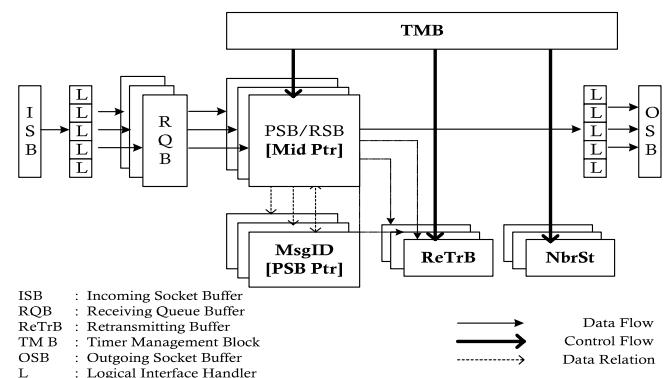 TMB
I
S
B
L
L
L
L
L
R
Q
B
PSB/RSB
[Mid Ptr]
L
L
L
L
L
O
S
B
MsgID
[PSB Ptr]
ReTrB
NbrSt
ISB : Incoming Socket Buffer
RQB : Receiving Queue Buffer
ReTrB : Retransmitting Buffer
TM B : Timer Management Block
OSB : Outgoing Socket Buffer
L : Logical Interface Handler
Data Flow
Control Flow
Data Relation